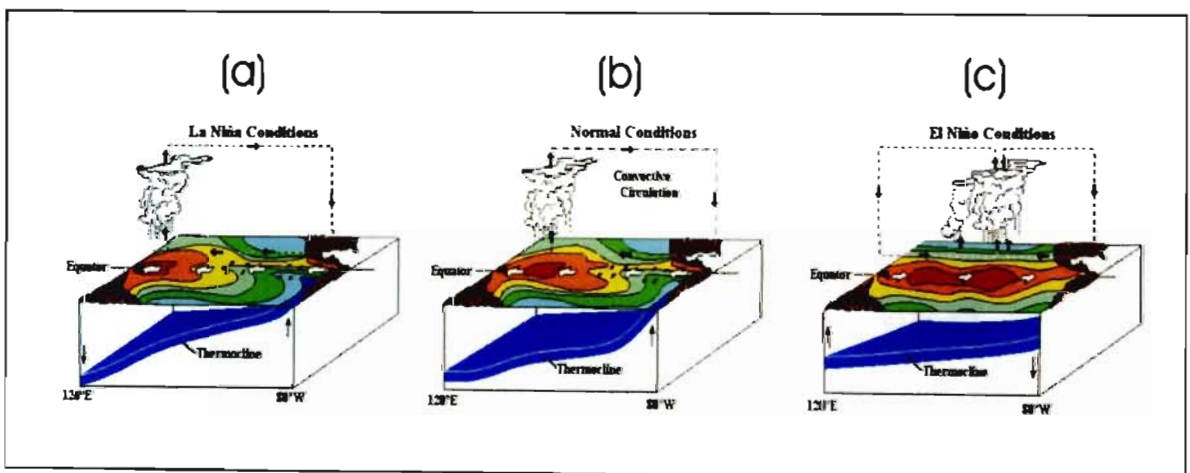 (a)
La Niña Conditions
Equator
Thermocline
120°E
80°W
(b)
Normal Conditions
Convective
Circulation
Equator
Thermocline
120°E
80°W
(c)
El Niño Conditions
Equator
Thermocline
120°E
80°W